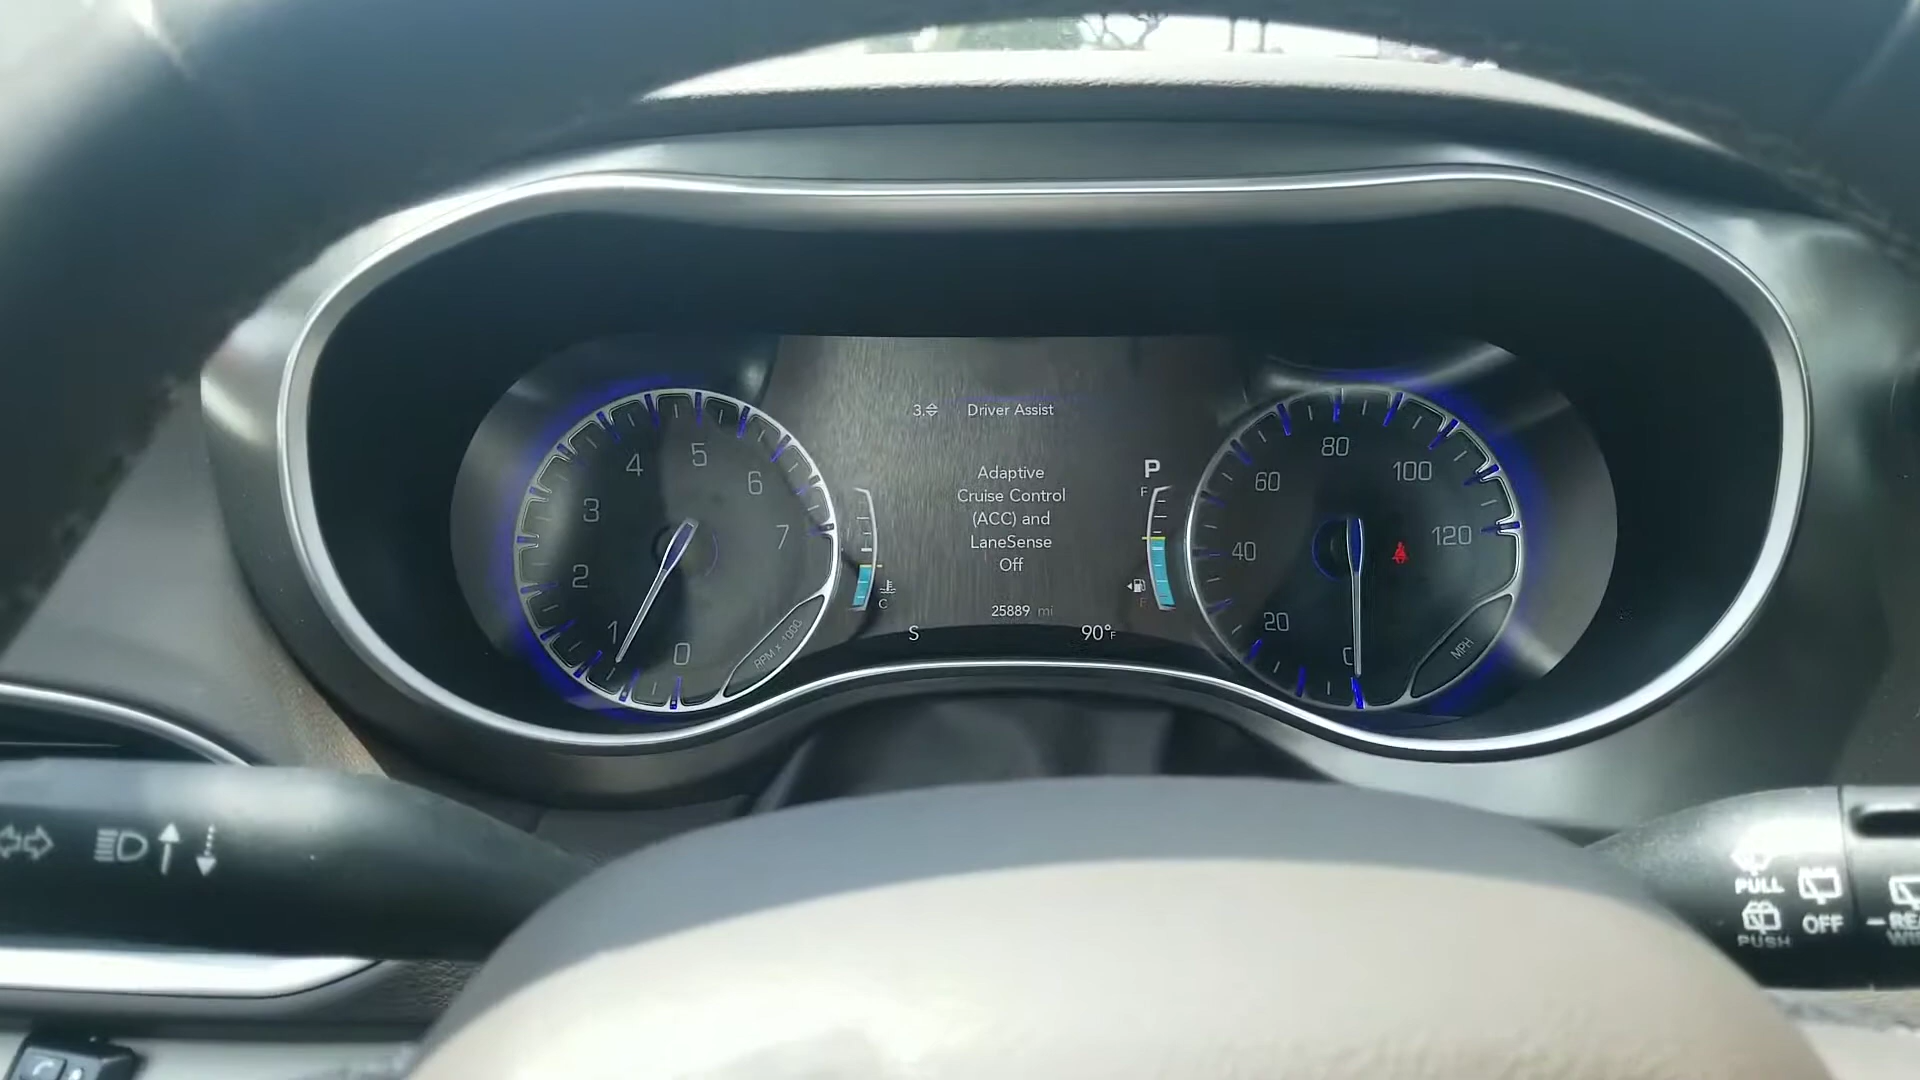 3. Driver Assist
Adaptive
Cruise Control
(ACC) and
LaneSense
Off
25889 mi
S
90°F
P
F
C
0
1
2
3
4
5
6
7
RPM x 1000
20
40
60
80
100
120
MPH
PULL
PUSH
OFF